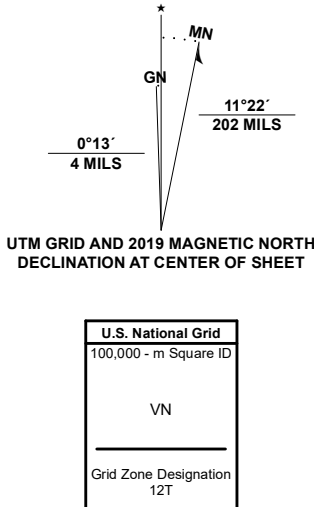 ★
MN
GN
11°22´
202 MILS
0°13´
4 MILS
UTM GRID AND 2019 MAGNETIC NORTH
DECLINATION AT CENTER OF SHEET
U.S. National Grid
100,000 - m Square ID
VN
Grid Zone Designation
12T